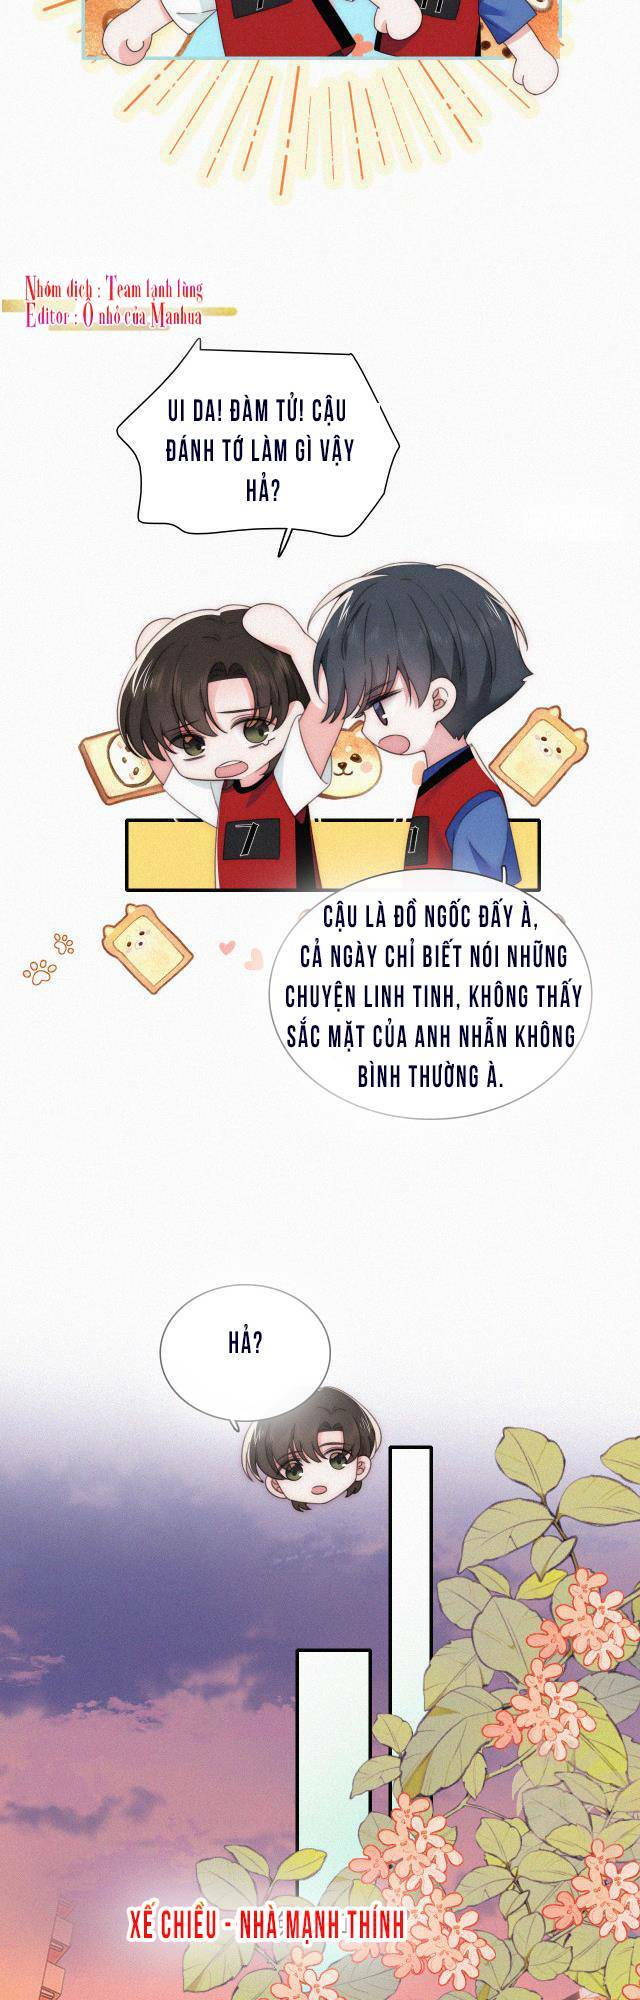 Nhóm dịch : Team lạnh lùng
Editor : Ổ nhỏ của Manhua
UI DA! ĐÀM TỬ! CẬU
ĐÁNH TỚ LÀM GÌ VẬY
HẢ?
7
1
CẬU LÀ ĐỒ NGỐC ĐẤY À,
CẢ NGÀY CHỈ BIẾT NÓI NHỮNG
CHUYỆN LINH TINH, KHÔNG THẤY
SẮC MẶT CỦA ANH NHẪN KHÔNG
BÌNH THƯỜNG À.
HẢ?
XẾ CHIỀU - NHÀ MẠNH THÍNH